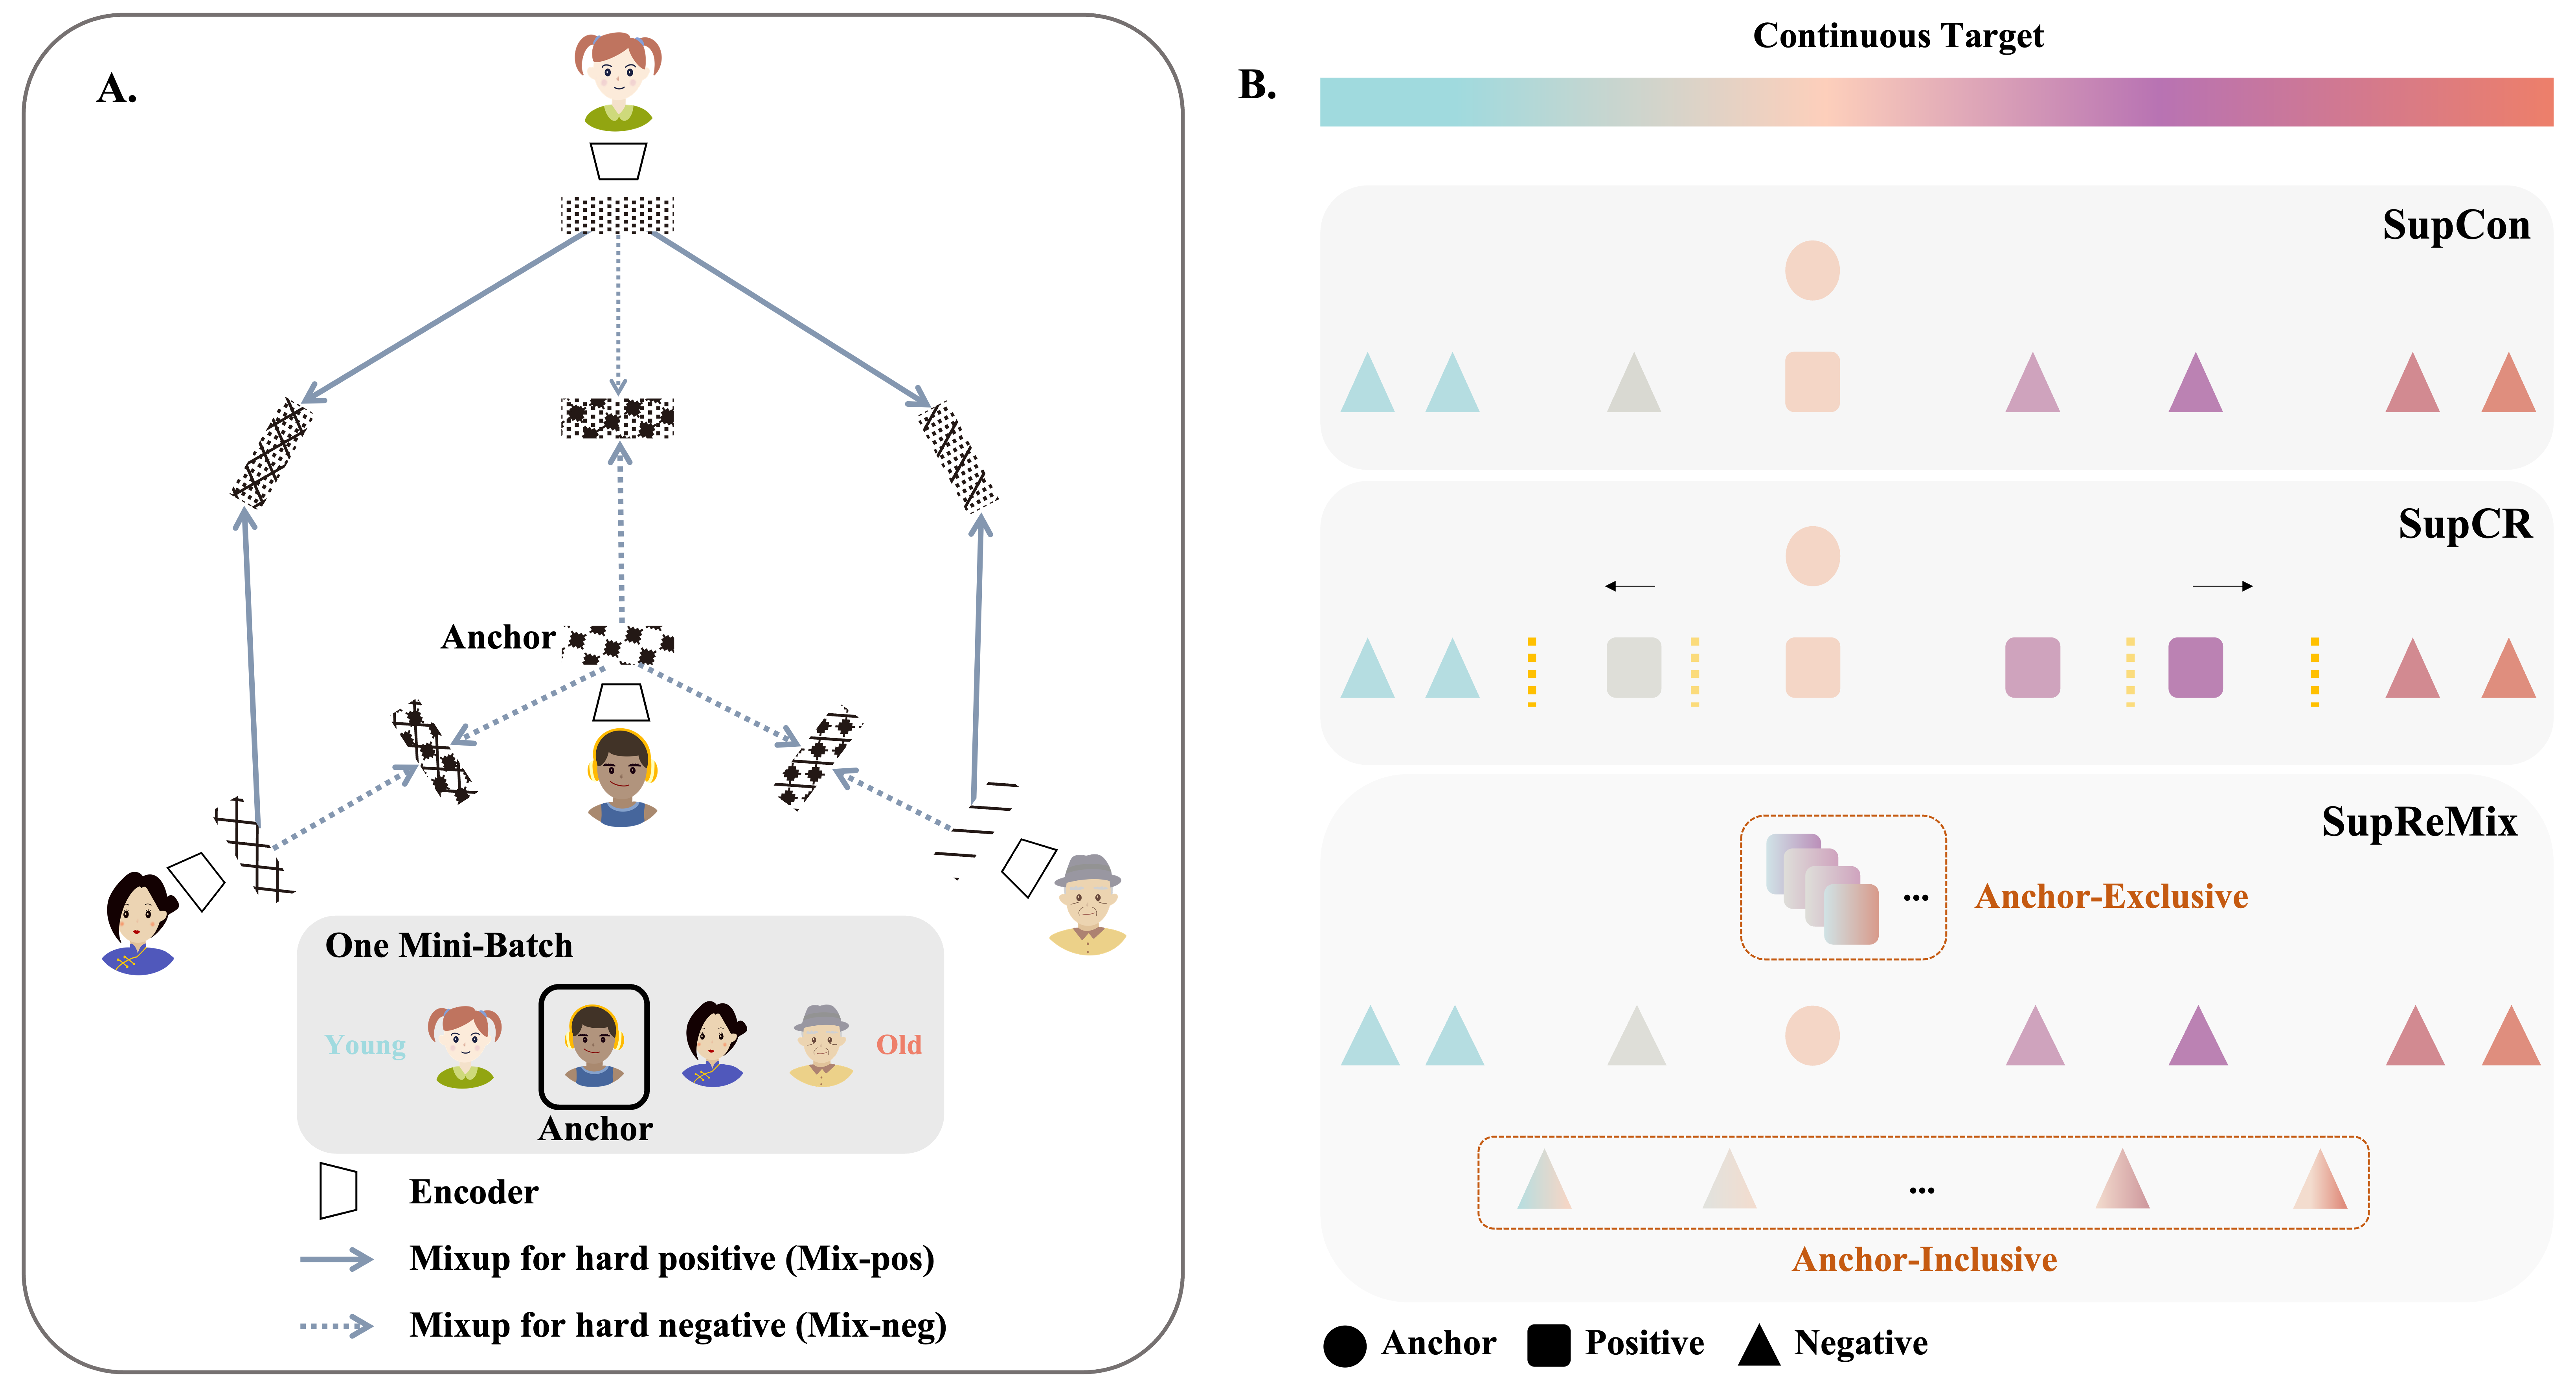 A.
Anchor
One Mini-Batch
Young
Old
Anchor
Encoder
Mixup for hard positive (Mix-pos)
Mixup for hard negative (Mix-neg)
B.
Continuous Target
SupCon
SupCR
SupReMix
... Anchor-Exclusive
...
Anchor-Inclusive
Anchor Positive Negative